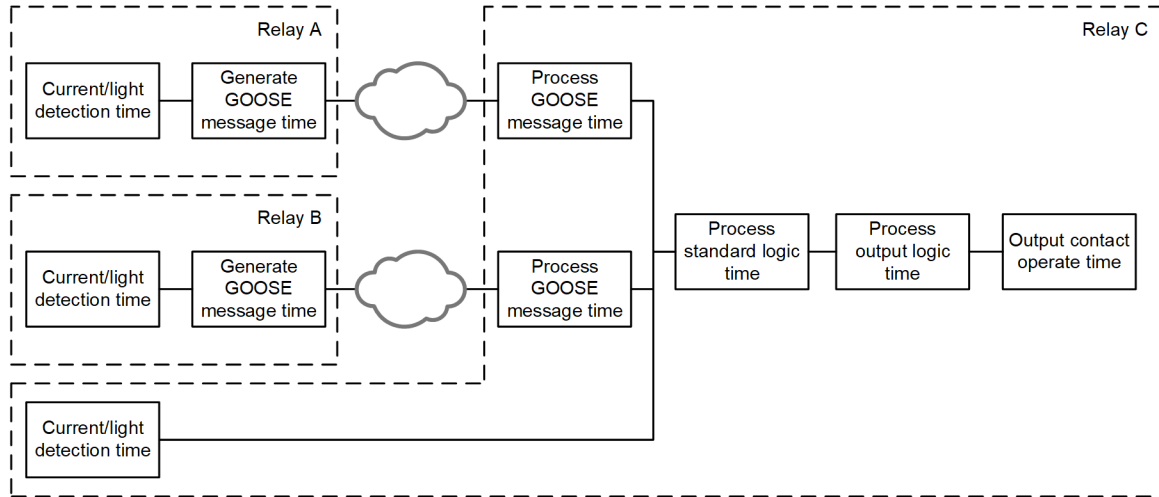 Relay A
Current/light
detection time
Generate
GOOSE
message time
Relay B
Current/light
detection time
Generate
GOOSE
message time
Relay C
Process
GOOSE
message time
Process
GOOSE
message time
Current/light
detection time
Process
standard logic
time
Process
output logic
time
Output contact
operate time